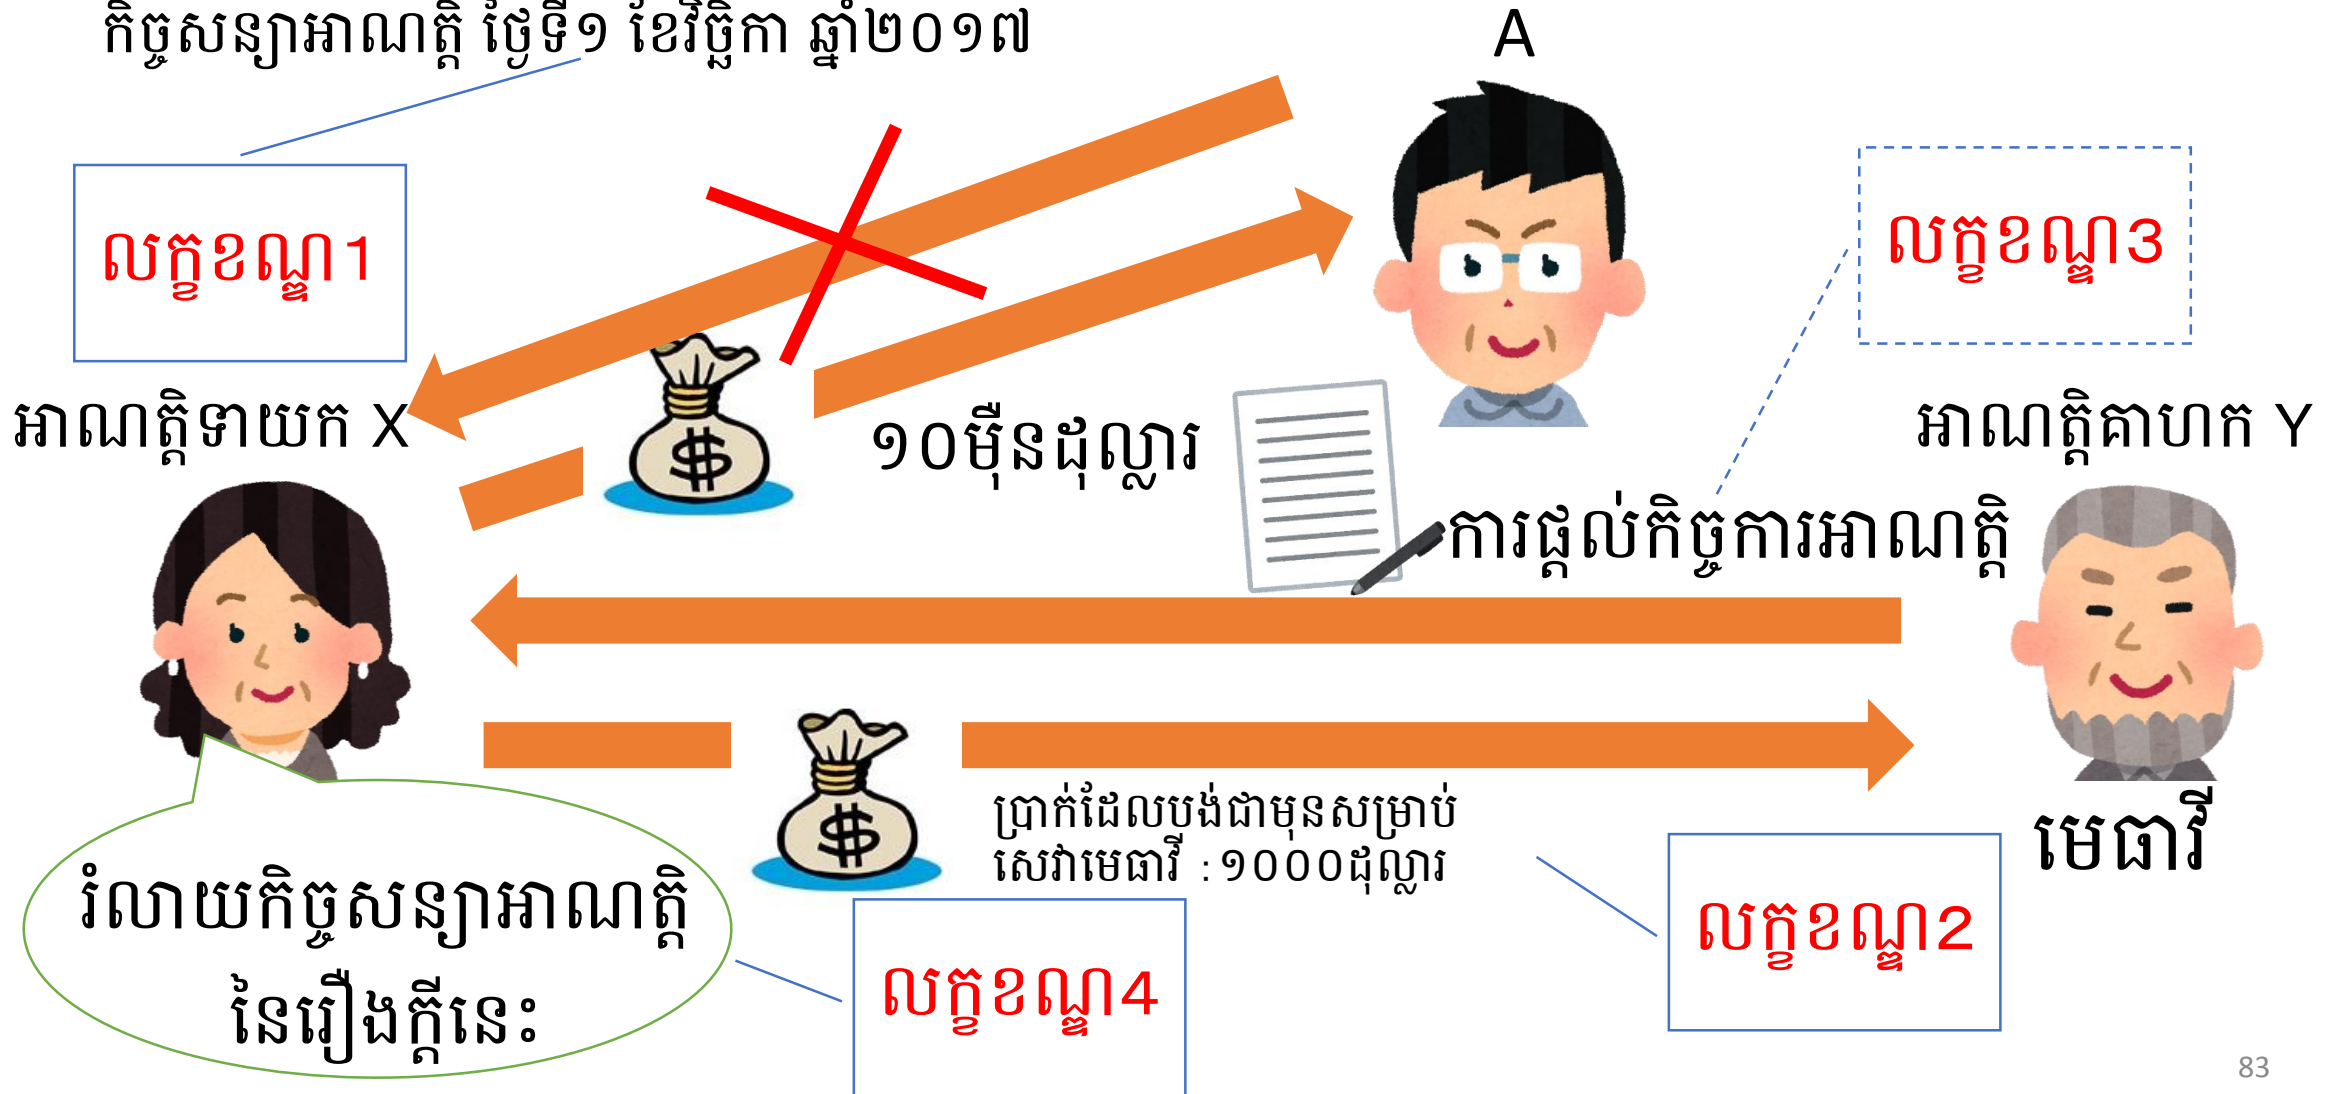 កិច្ចសន្យាអាណត្តិ ថ្ងៃទី១ ខែវិច្ឆិកា ឆ្នាំ២០១៧
A
លក្ខខណ្ឌ1
លក្ខខណ្ឌ3
អាណត្តិទាយក X
១០ម៉ឺនដុល្លារ
អាណត្តិគាហក Y
ការផ្តល់កិច្ចការអាណត្តិ
$
ប្រាក់ដែលបង់ជាមុនសម្រាប់
សេវាមេធាវី : ១០០០ដុល្លារ
$
មេធាវី
រំលាយកិច្ចសន្យាអាណត្តិ
នៃរឿងក្តីនេះ
លក្ខខណ្ឌ2
លក្ខខណ្ឌ4
83